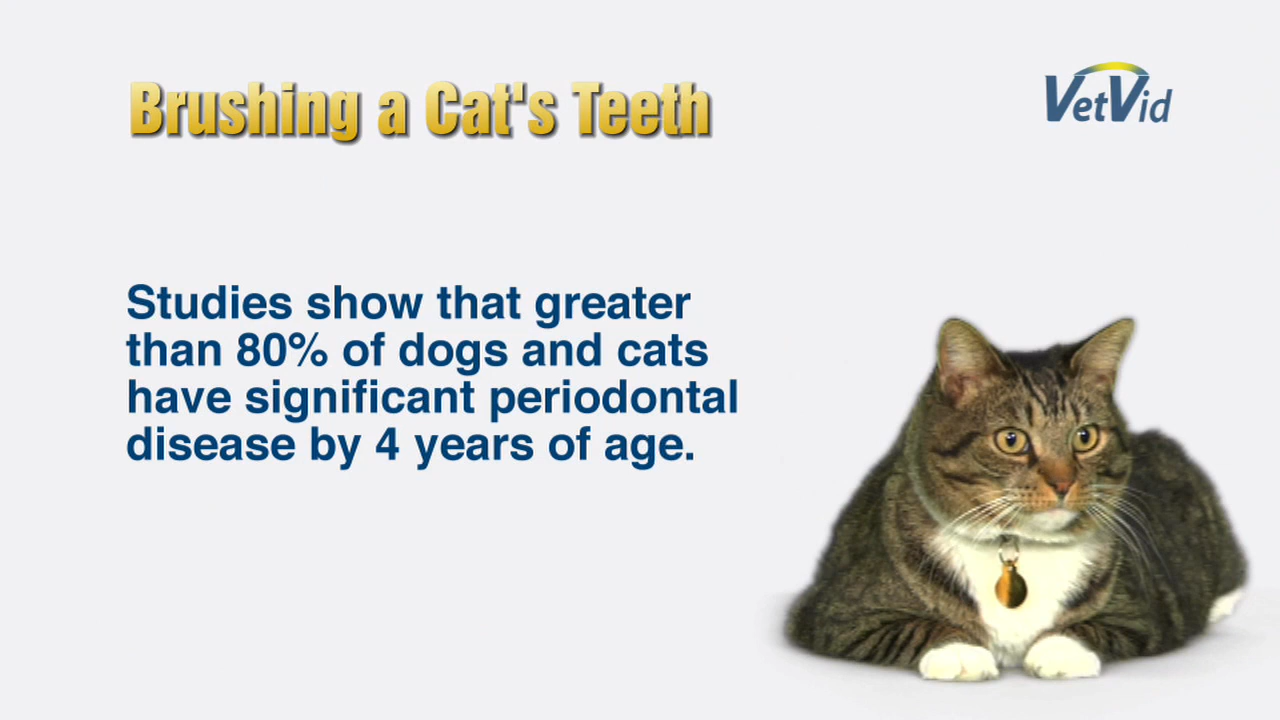 Brushing a Cat's Teeth
VetVid
Studies show that greater
than 80% of dogs and cats
have significant periodontal
disease by 4 years of age.